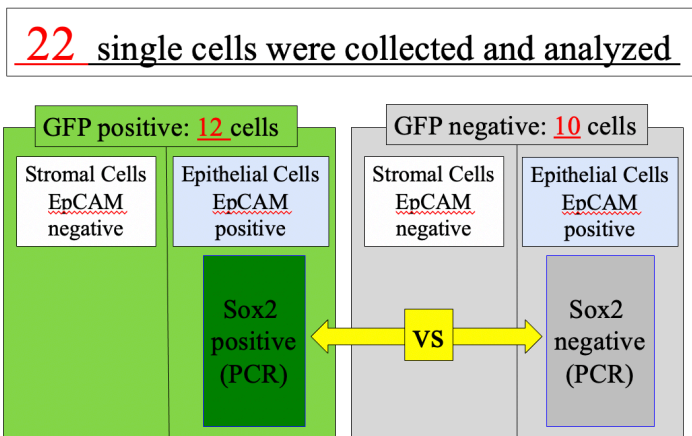 22 single cells were collected and analyzed
GFP positive: 12 cells
GFP negative: 10 cells
Stromal Cells
EpCAM
negative
Epithelial Cells
EpCAM
positive
Stromal Cells
EpCAM
negative
Epithelial Cells
EpCAM
positive
Sox2
positive
(PCR)
vs
Sox2
negative
(PCR)